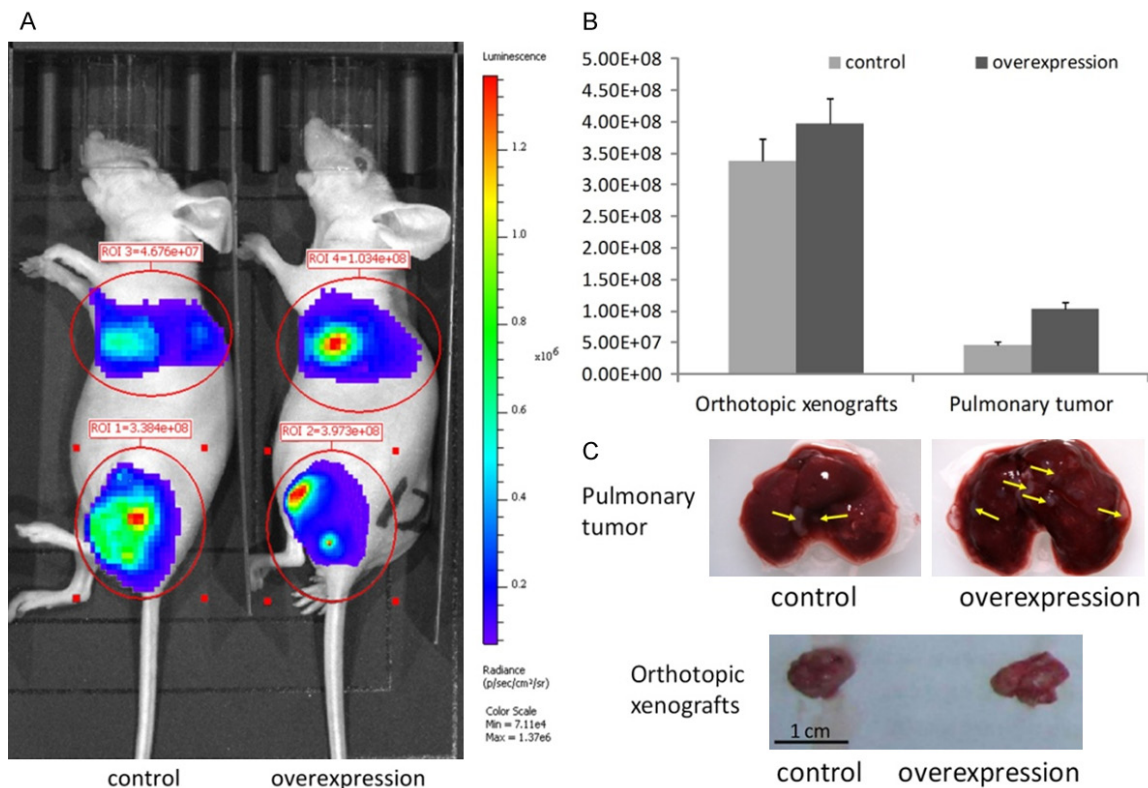 A
Luminescence
ROI 3=4.676e+07
ROI 4=1.034e+08
ROI 1=3.384e+08
ROI 2=3.973e+08
1.2
1.0
0.8
x10⁶
0.6
0.4
0.2
Radiance
(p/sec/cm²/sr)
Color Scale
Min = 7.11e4
Max = 1.37e6
control
overexpression
B
control
overexpression
5.00E+08
4.50E+08
4.00E+08
3.50E+08
3.00E+08
2.50E+08
2.00E+08
1.50E+08
1.00E+08
5.00E+07
0.00E+00
Orthotopic xenografts
Pulmonary tumor
C
Pulmonary
tumor
control
overexpression
Orthotopic
xenografts
1 cm
control
overexpression